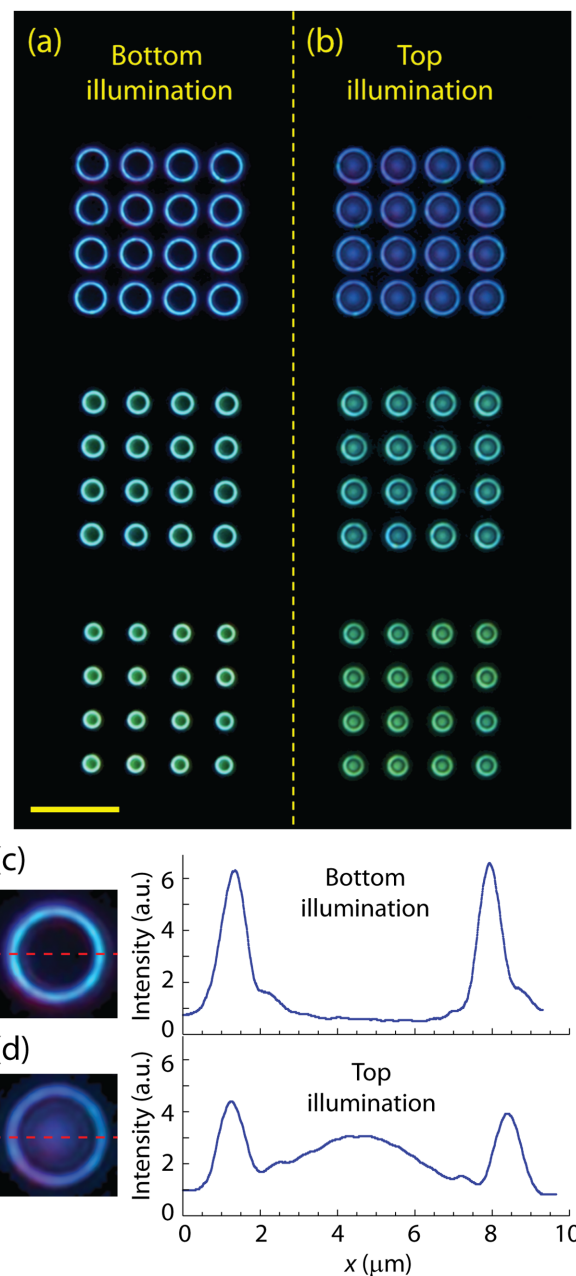 (a)
Bottom
illumination
(b)
Top
illumination
(c)
Bottom
illumination
Intensity (a.u.)
6
4
2
0
(d)
Top
illumination
Intensity (a.u.)
6
4
2
0
0 2 4 6 8 10
x (μm)